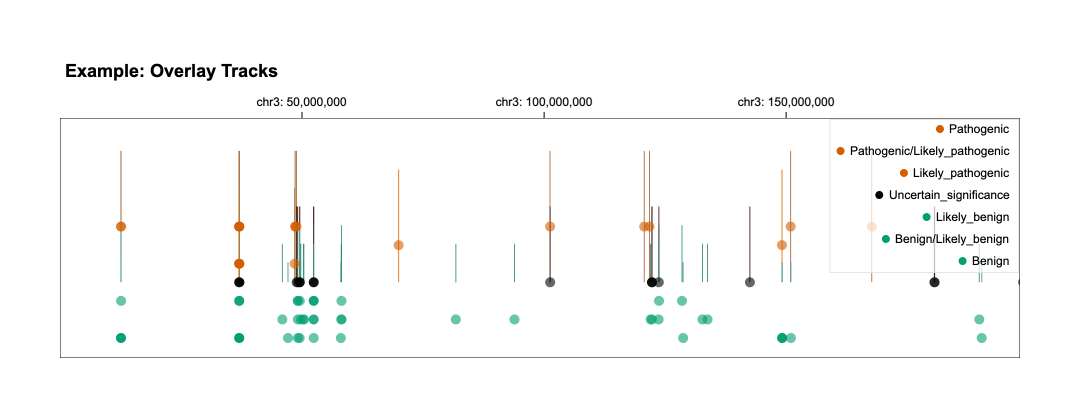 Example: Overlay Tracks
chr3: 50,000,000
chr3: 100,000,000
chr3: 150,000,000
Pathogenic
Pathogenic/Likely_pathogenic
Likely_pathogenic
Uncertain_significance
Likely_benign
Benign/Likely_benign
Benign